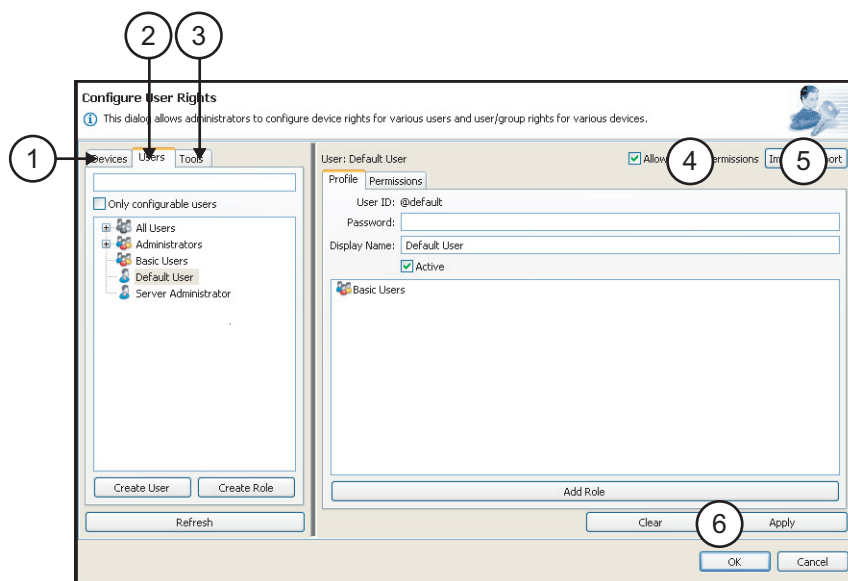 2 3
Configure User Rights
This dialog allows administrators to configure device rights for various users and user/group rights for various devices.
1
Devices Users Tools
User: Default User
Allow 4 ermissions
Im 5 ort
Only configurable users
All Users
Administrators
Basic Users
Default User
Server Administrator
Create User Create Role
Refresh
Profile Permissions
User ID: @default
Password:
Display Name: Default User
Active
Basic Users
Add Role
Clear 6 Apply
OK Cancel